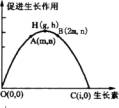 促进生长作用
H(g, h)
B(2m, n)
A(m,n)
O(0,0)
C(i,0) 生长素